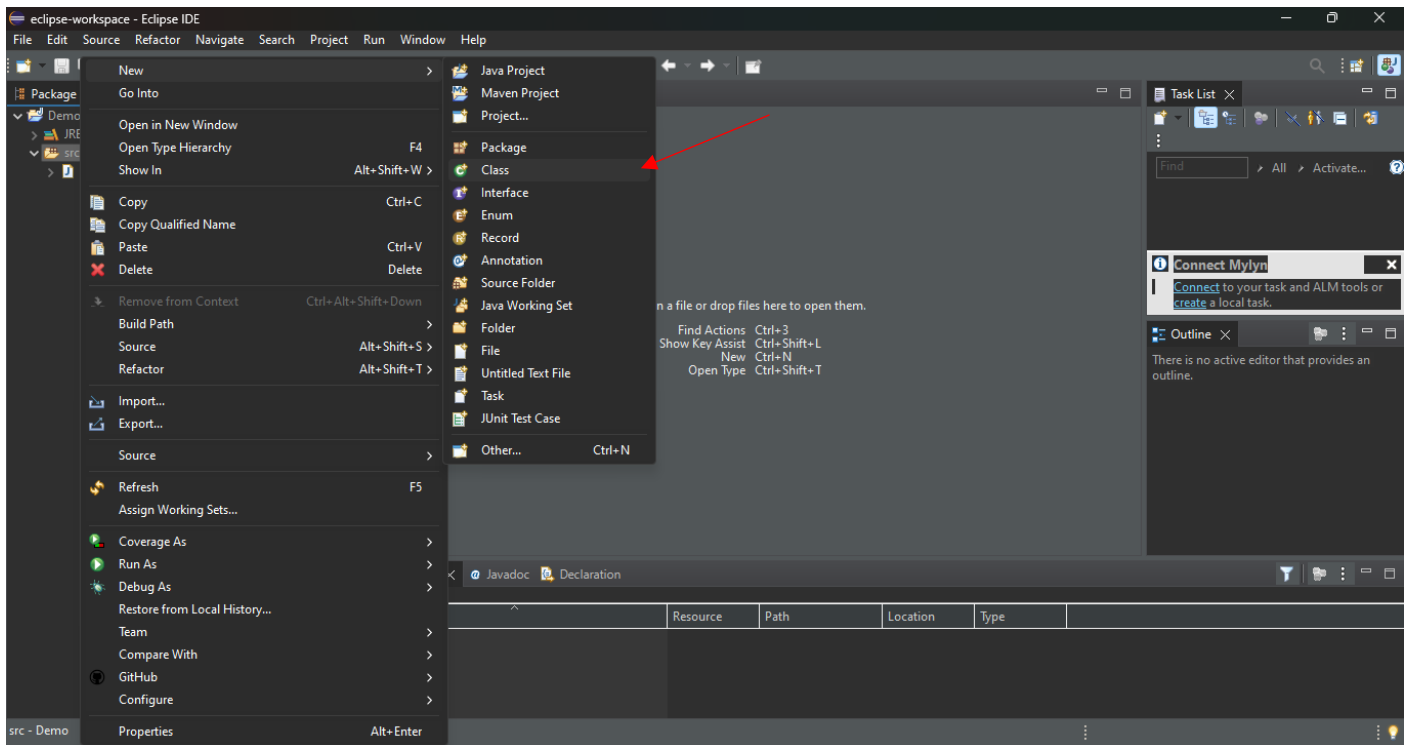 eclipse-workspace - Eclipse IDE
File Edit Source Refactor Navigate Search Project Run Window Help
Package
Demo
JRE
src
New
Go Into
Open in New Window
Open Type Hierarchy F4
Show In Alt+Shift+W >
Copy Ctrl+C
Copy Qualified Name
Paste Ctrl+V
Delete Delete
Remove from Context Ctrl+Alt+Shift+Down
Build Path
Source Alt+Shift+S >
Refactor Alt+Shift+T >
Import...
Export...
Source
Refresh F5
Assign Working Sets...
Coverage As
Run As
Debug As
Restore from Local History...
Team
Compare With
GitHub
Configure
Properties Alt+Enter
Java Project
Maven Project
Project...
Package
Class
Interface
Enum
Record
Annotation
Source Folder
Java Working Set
Folder
File
Untitled Text File
Task
JUnit Test Case
Other... Ctrl+N
n a file or drop files here to open them.
Find Actions Ctrl+3
Show Key Assist Ctrl+Shift+L
New Ctrl+N
Open Type Ctrl+Shift+T
Task List
Find All Activate...
Connect Mylyn
Connect to your task and ALM tools or
create a local task.
Outline
There is no active editor that provides an
outline.
Javadoc Declaration
Resource Path Location Type
src - Demo